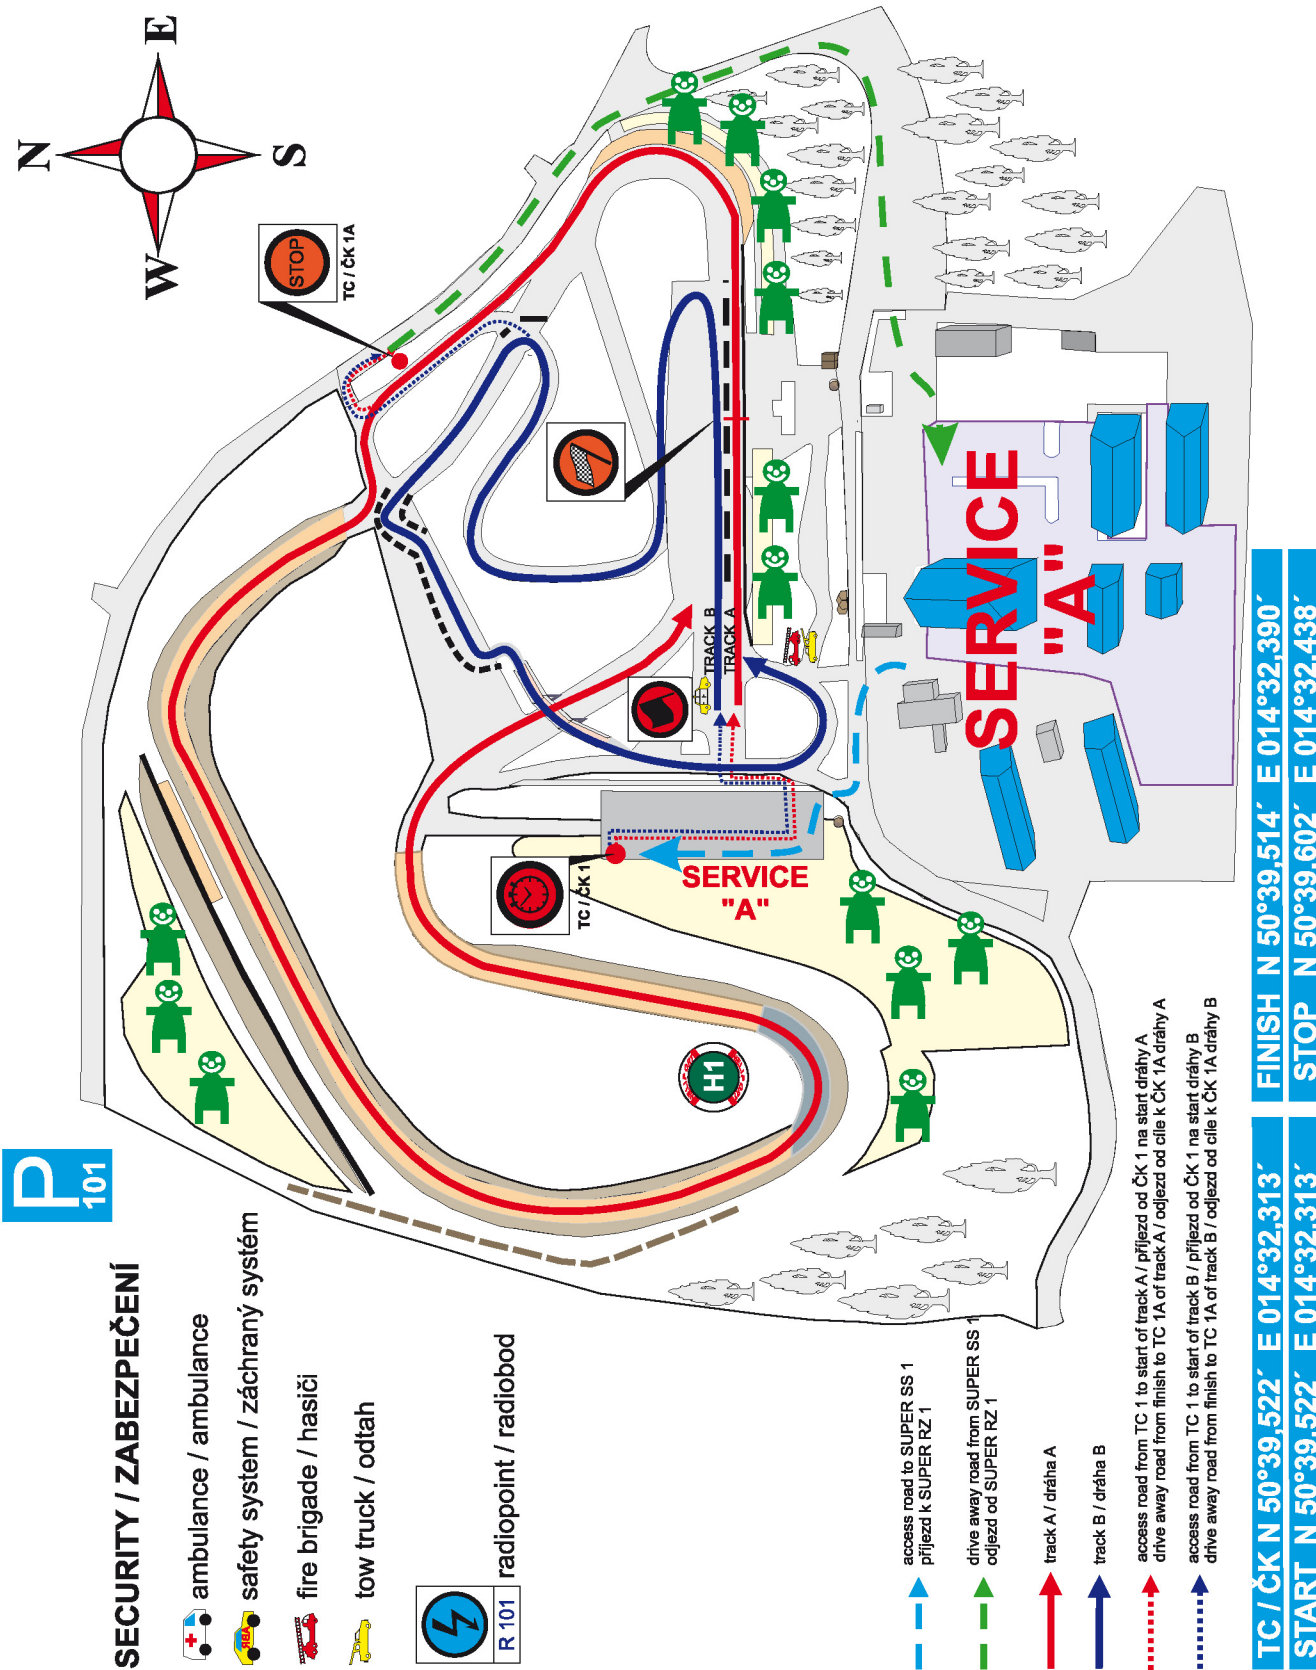 N
E
S
W
STOP
TC / ČK 1A
P
101
SECURITY / ZABEZPEČENÍ
ambulance / ambulance
safety system / záchraný systém
fire brigade / hasiči
tow truck / odtah
R 101
radiopoint / radiobod
H1
TC / ČK 1
SERVICE
"A"
TRACK B
TRACK A
SERVICE
"A"
access road to SUPER SS 1
příjezd k SUPER RZ 1
drive away road from SUPER SS 1
odjezd od SUPER RZ 1
track A / dráha A
track B / dráha B
access road from TC 1 to start of track A / příjezd od ČK 1 na start dráhy A
drive away road from finish to TC 1A of track A / odjezd od cíle k ČK 1A dráhy A
access road from TC 1 to start of track B / příjezd od ČK 1 na start dráhy B
drive away road from finish to TC 1A of track B / odjezd od cíle k ČK 1A dráhy B
TC / ČK N 50°39,522´ E 014°32,313´
START N 50°39,522´ E 014°32,313´
FINISH N 50°39,514´ E 014°32,390´
STOP N 50°39,602´ E 014°32,438´